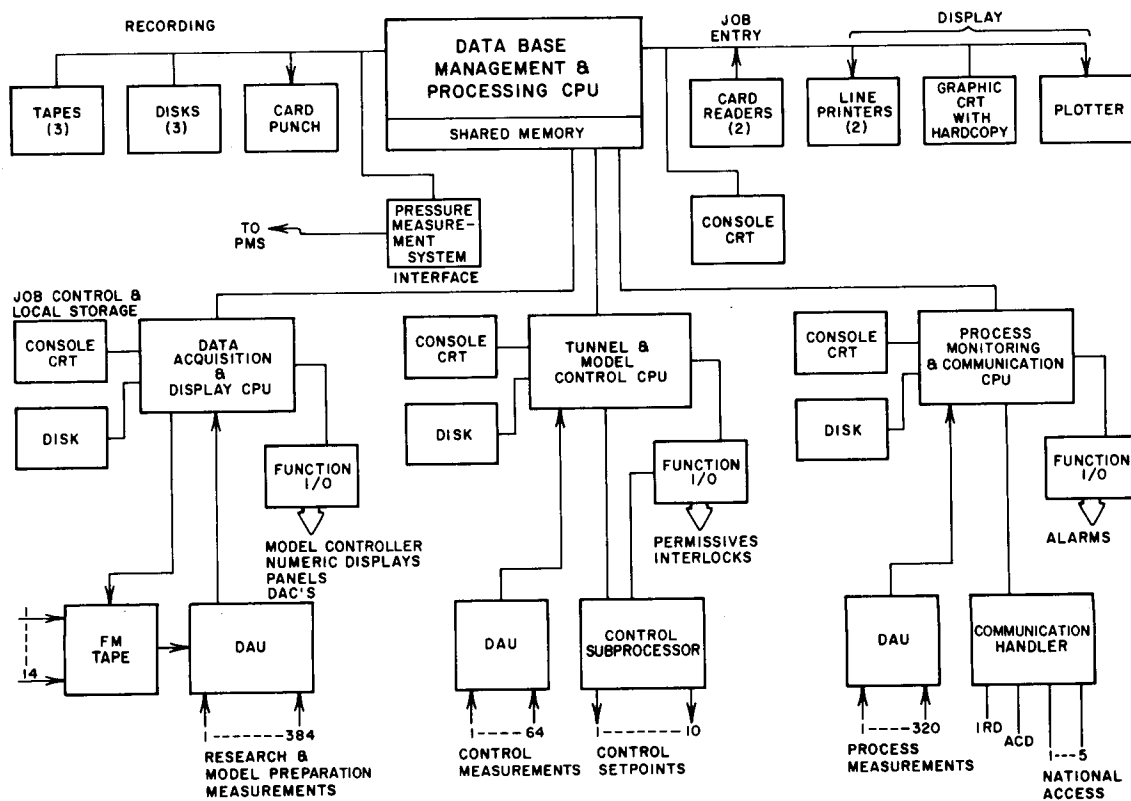 RECORDING
TAPES
(3)
DISKS
(3)
CARD
PUNCH
DATA BASE
MANAGEMENT &
PROCESSING CPU
SHARED MEMORY
JOB
ENTRY
DISPLAY
CARD
READERS
(2)
LINE
PRINTERS
(2)
GRAPHIC
CRT
WITH
HARDCOPY
PLOTTER
TO
PMS
PRESSURE
MEASURE-
MENT
SYSTEM
INTERFACE
CONSOLE
CRT
JOB CONTROL &
LOCAL STORAGE
CONSOLE
CRT
DISK
DATA
ACQUISITION
&
DISPLAY CPU
FUNCTION
I/O
MODEL CONTROLLER
NUMERIC DISPLAYS
PANELS
DAC'S
14
FM
TAPE
DAU
1 384
RESEARCH &
MODEL PREPARATION
MEASUREMENTS
CONSOLE
CRT
DISK
TUNNEL &
MODEL
CONTROL CPU
FUNCTION
I/O
PERMISSIVES
INTERLOCKS
DAU
1 64
CONTROL
MEASUREMENTS
CONTROL
SUBPROCESSOR
1 10
CONTROL
SETPOINTS
CONSOLE
CRT
DISK
PROCESS
MONITORING
& COMMUNICATION
CPU
FUNCTION
I/O
ALARMS
DAU
1 320
PROCESS
MEASUREMENTS
COMMUNICATION
HANDLER
IRD
ACD
1 5
NATIONAL
ACCESS